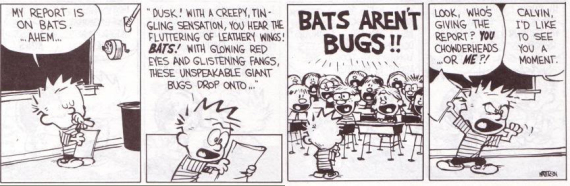 MY REPORT IS
ON BATS.
...AHEM...
"DUSK! WITH A CREEPY, TIN-
GLING SENSATION, YOU HEAR THE
FLUTTERING OF LEATHERY WINGS!
BATS! WITH GLOWING RED
EYES AND GLISTENING FANGS,
THESE UNSPEAKABLE GIANT
BUGS DROP ONTO..."
BATS AREN'T
BUGS!!
LOOK, WHO'S
GIVING THE
REPORT? YOU
CHOWDERHEADS
...OR ME?!
CALVIN,
I'D LIKE
TO SEE
YOU A
MOMENT.